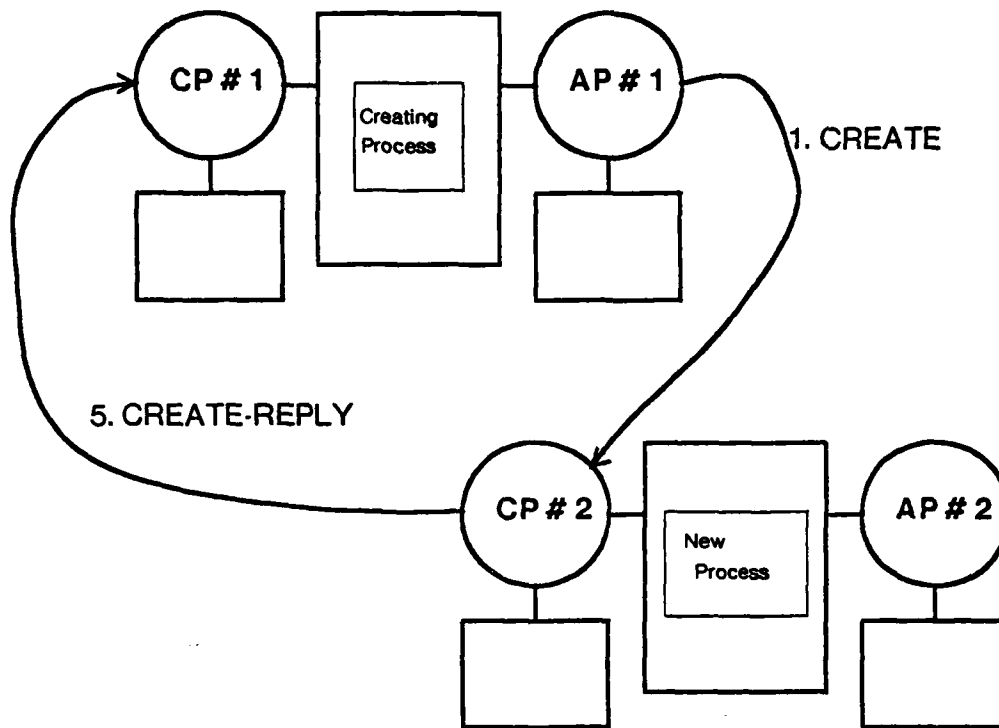 CP # 1
AP # 1
Creating
Process
1. CREATE
5. CREATE-REPLY
CP # 2
AP # 2
New
Process